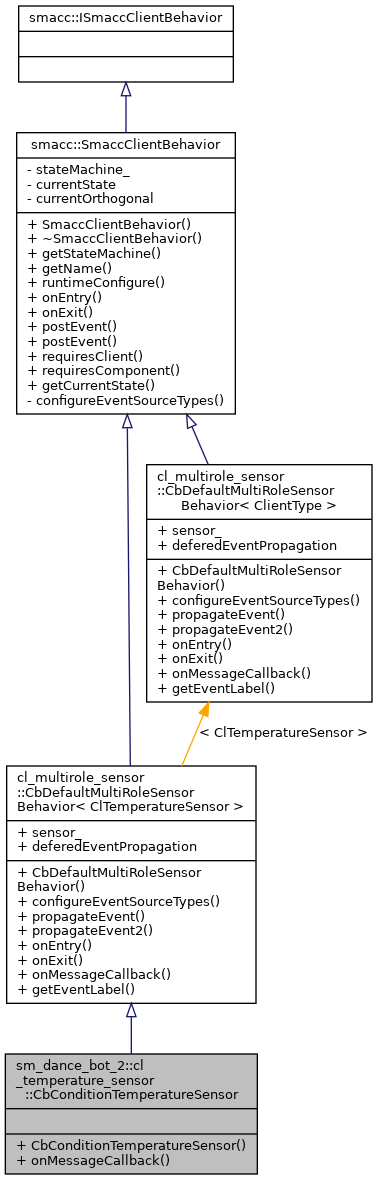 smacc::ISmaccClientBehavior
smacc::SmaccClientBehavior
- stateMachine_
- currentState
- currentOrthogonal
+ SmaccClientBehavior()
+ ~SmaccClientBehavior()
+ getStateMachine()
+ getName()
+ runtimeConfigure()
+ onEntry()
+ onExit()
+ postEvent()
+ postEvent()
+ requiresClient()
+ requiresComponent()
+ getCurrentState()
- configureEventSourceTypes()
cl_multirole_sensor
::CbDefaultMultiRoleSensor
Behavior< ClientType >
+ sensor_
+ deferedEventPropagation
+ CbDefaultMultiRoleSensor
Behavior()
+ configureEventSourceTypes()
+ propagateEvent()
+ propagateEvent2()
+ onEntry()
+ onExit()
+ onMessageCallback()
+ getEventLabel()
< ClTemperatureSensor >
cl_multirole_sensor
::CbDefaultMultiRoleSensor
Behavior< ClTemperatureSensor >
+ sensor_
+ deferedEventPropagation
+ CbDefaultMultiRoleSensor
Behavior()
+ configureEventSourceTypes()
+ propagateEvent()
+ propagateEvent2()
+ onEntry()
+ onExit()
+ onMessageCallback()
+ getEventLabel()
sm_dance_bot_2::cl
_temperature_sensor
::CbConditionTemperatureSensor
+ CbConditionTemperatureSensor()
+ onMessageCallback()